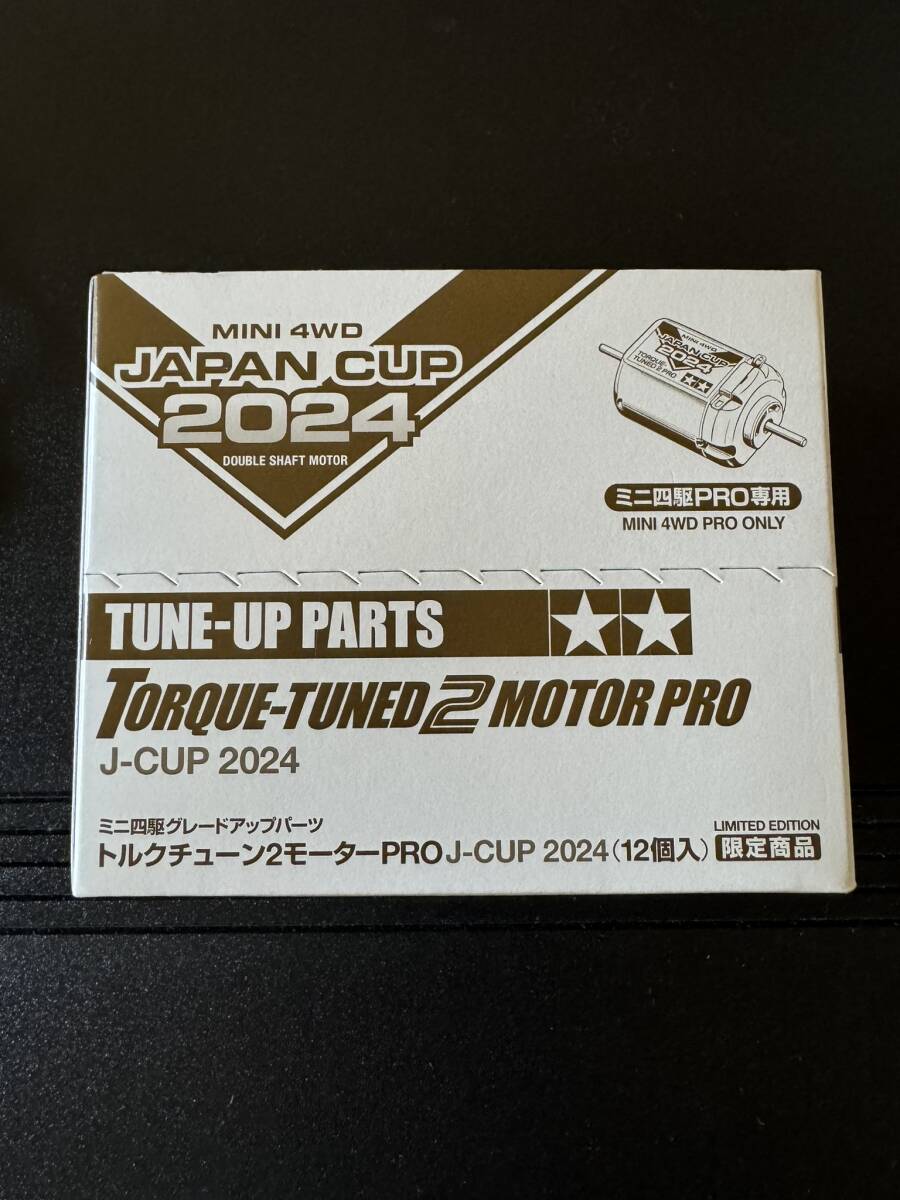 MINI 4WD
JAPAN CUP
2024
DOUBLE SHAFT MOTOR
MINI 4WD
JAPAN CUP
2024
TORQUE-
TUNED 2 PRO
ミニ四駆PRO専用
MINI 4WD PRO ONLY
TUNE-UP PARTS
TORQUE-TUNED 2 MOTOR PRO
J-CUP 2024
ミニ四駆グレードアップパーツ
トルクチューン2モーターPRO J-CUP 2024(12個入)
LIMITED EDITION
限定商品